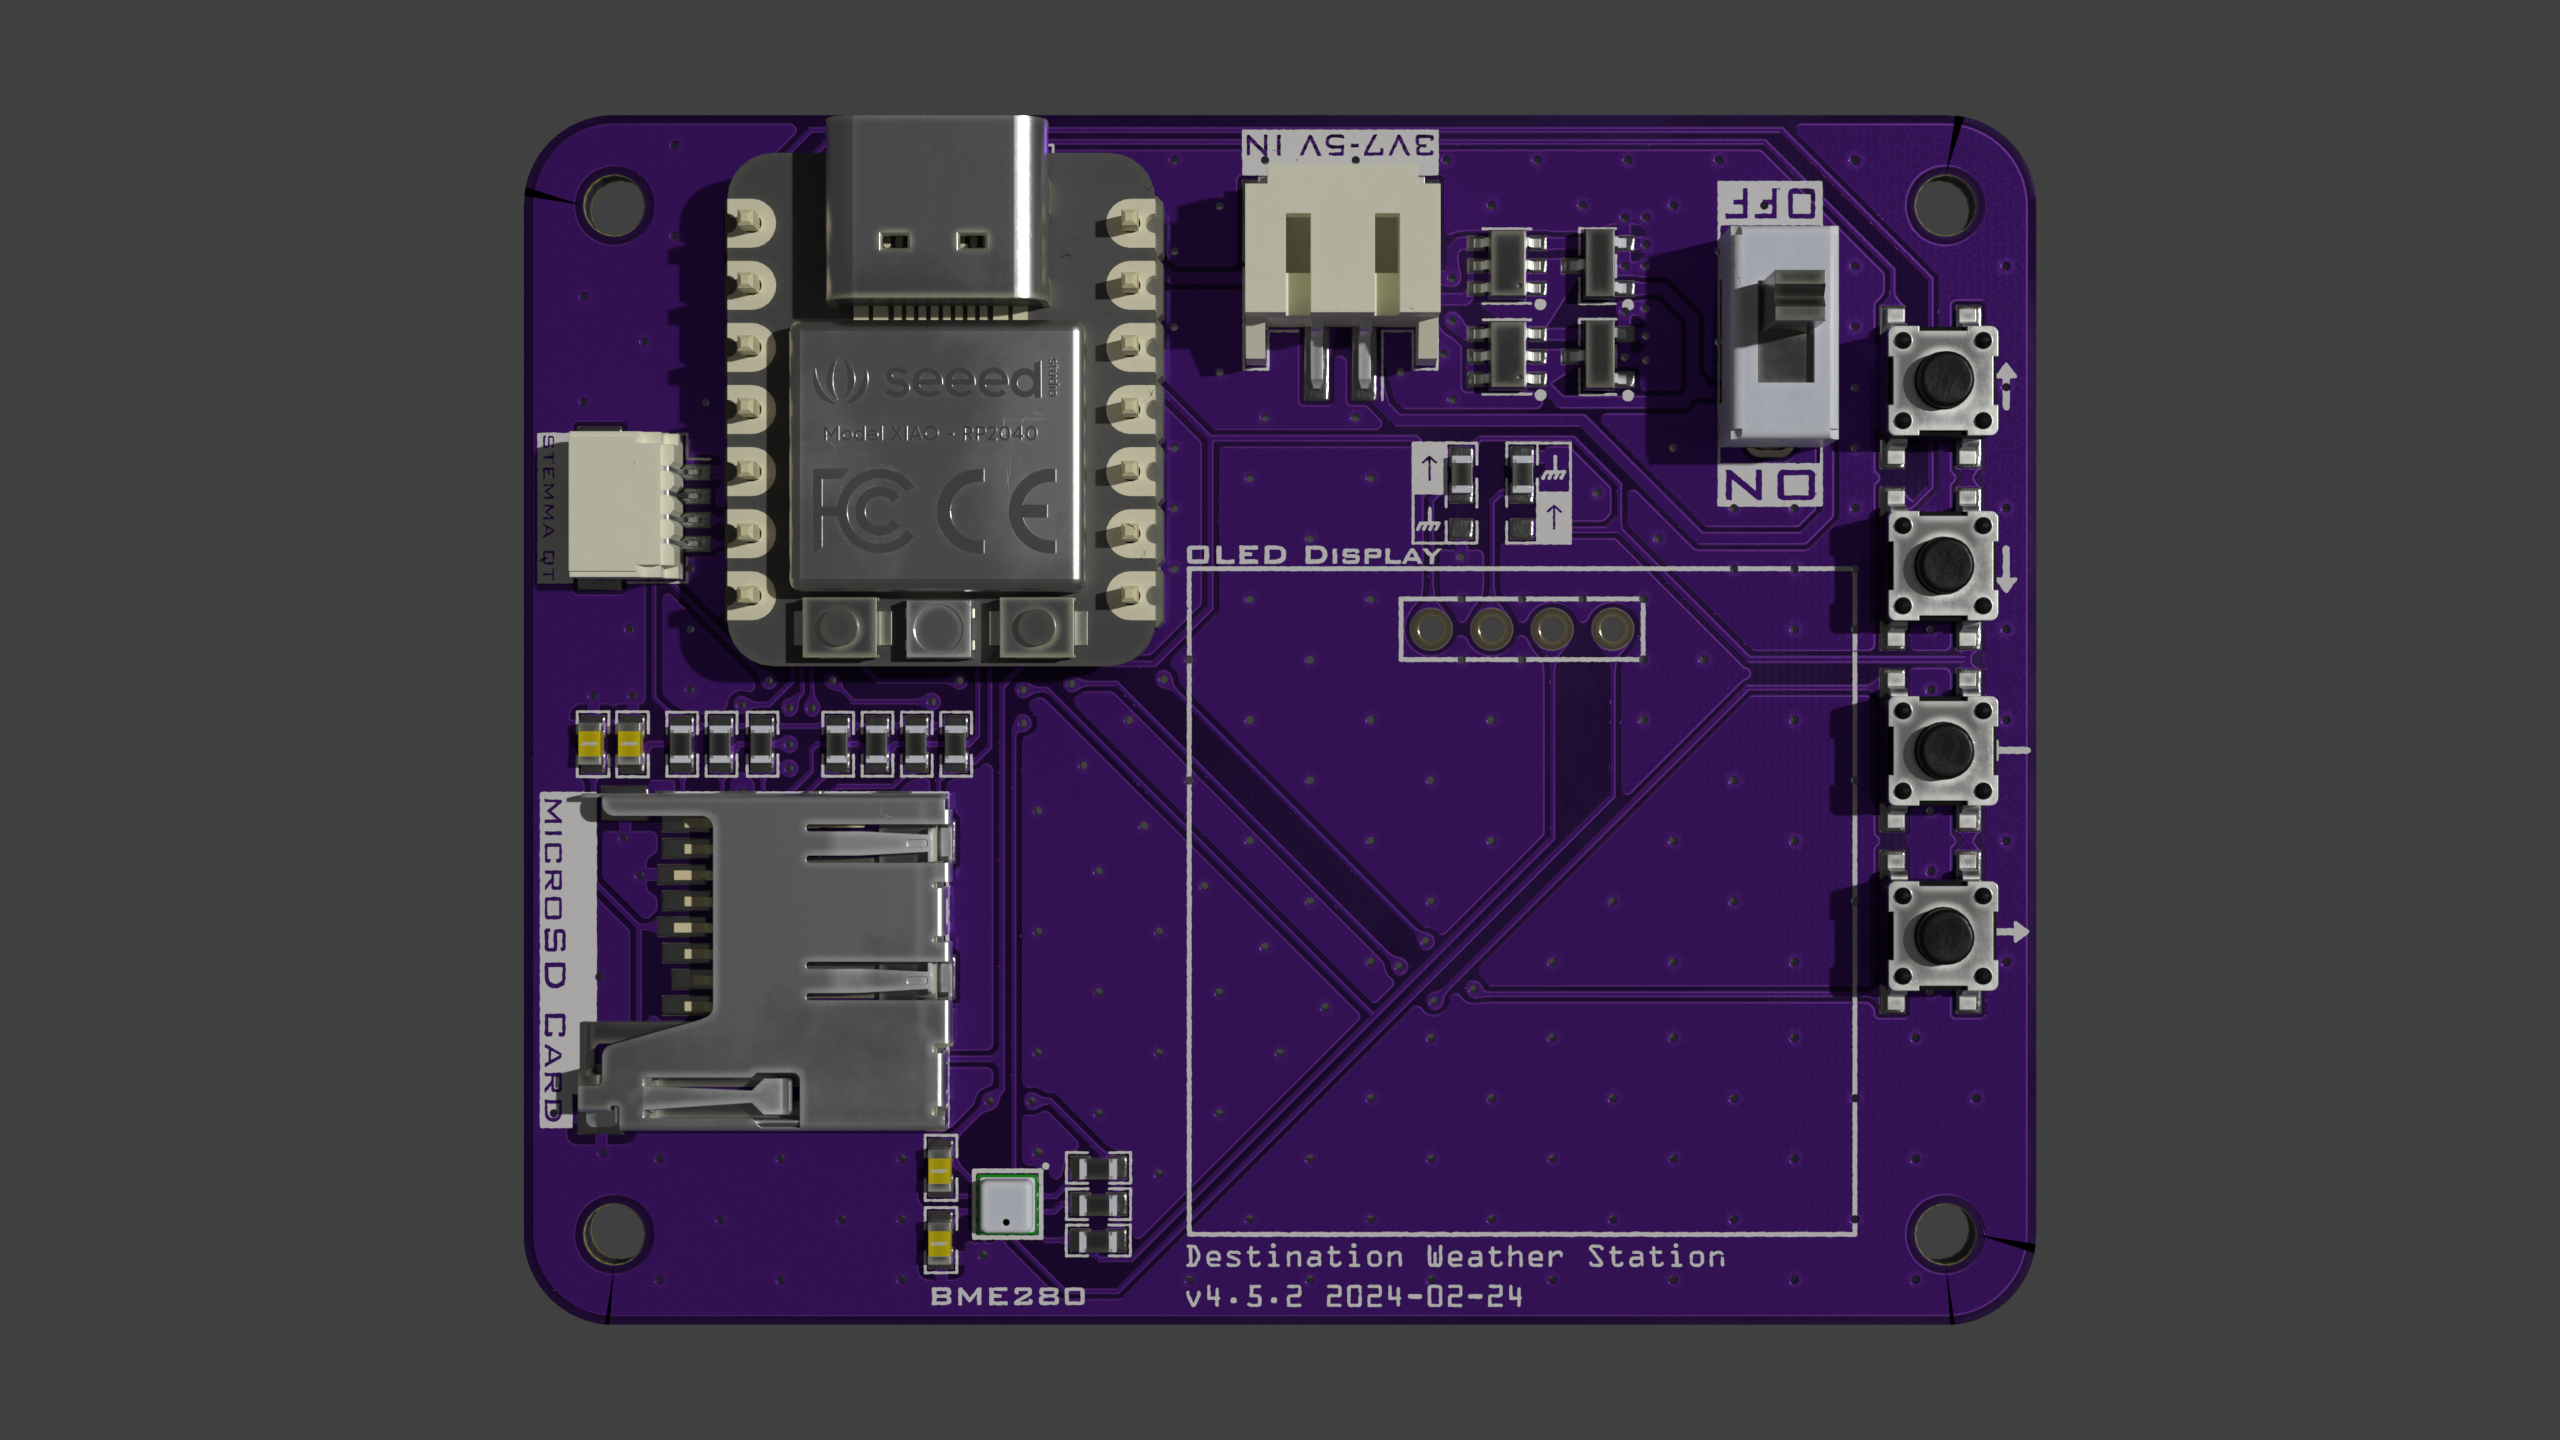 3V7-5V IN
OFF
seeed
studio
Model XIAO - RP2040
FC CE
STEMMA QT
ON
OLED DISPLAY
MICROSD CARD
Destination Weather Station
v4.5.2 2024-02-24
BME280